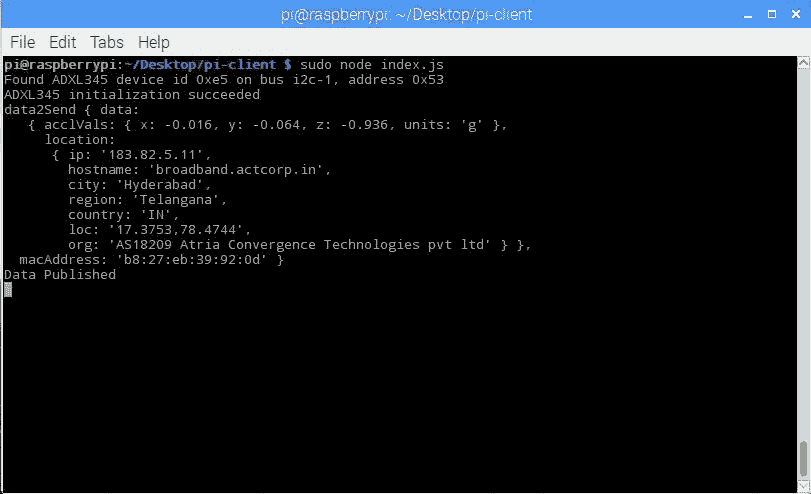 pi@raspberrypi: ~/Desktop/pi-client
File Edit Tabs Help
pi@raspberrypi:~/Desktop/pi-client $ sudo node index.js
Found ADXL345 device id 0xe5 on bus i2c-1, address 0x53
ADXL345 initialization succeeded
data2Send { data:
   { acclVals: { x: -0.016, y: -0.064, z: -0.936, units: 'g' },
     location:
      { ip: '183.82.5.11',
        hostname: 'broadband.actcorp.in',
        city: 'Hyderabad',
        region: 'Telangana',
        country: 'IN',
        loc: '17.3753,78.4744',
        org: 'AS18209 Atria Convergence Technologies pvt ltd' } },
  macAddress: 'b8:27:eb:39:92:0d' }
Data Published